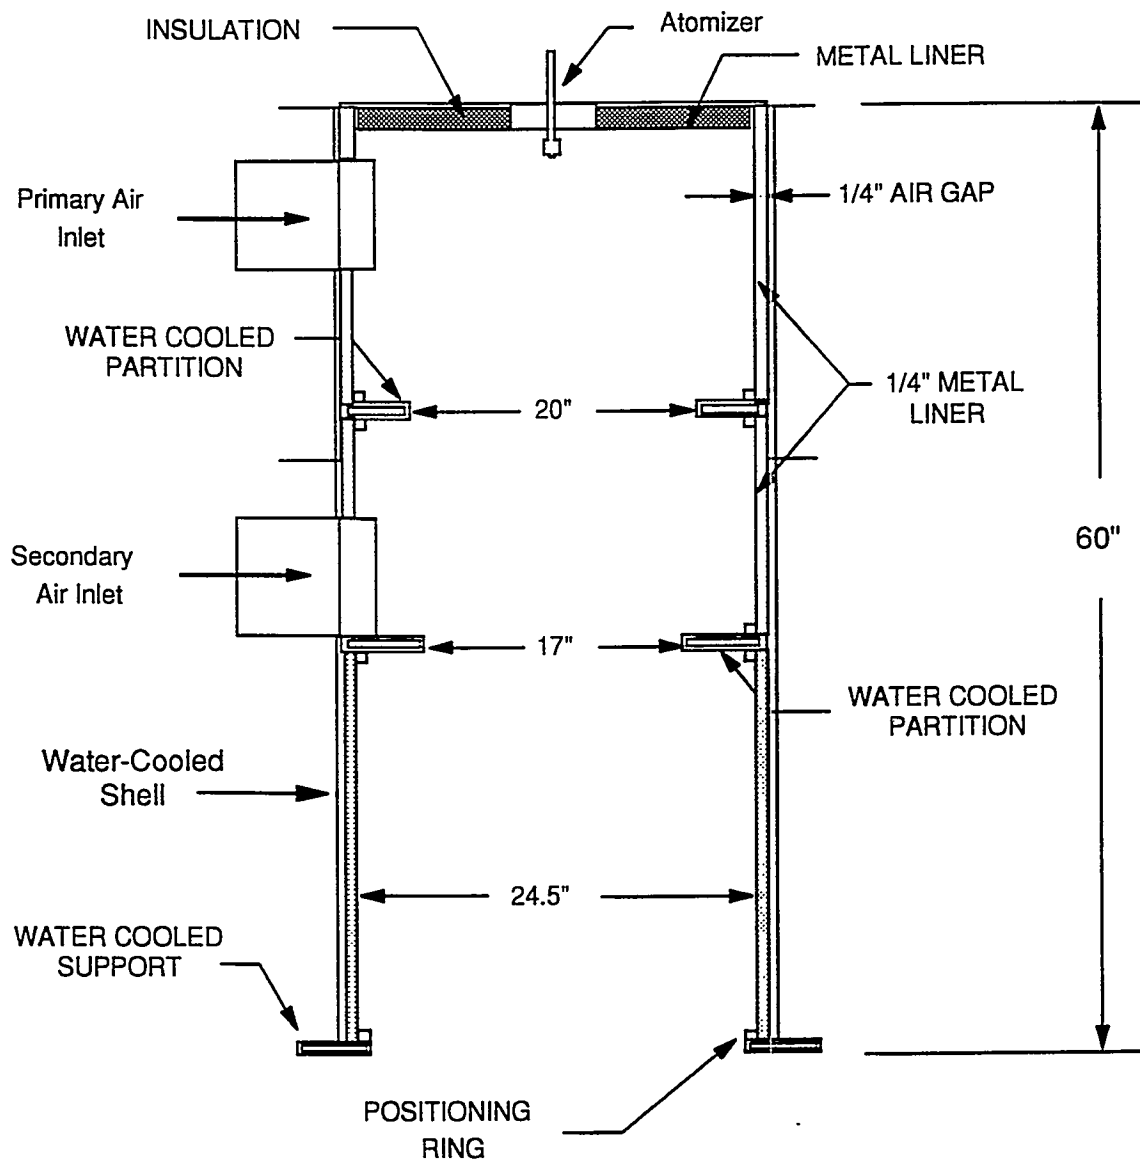 INSULATION
Atomizer
METAL LINER
Primary Air
Inlet
1/4" AIR GAP
WATER COOLED
PARTITION
20"
1/4" METAL
LINER
60"
Secondary
Air Inlet
17"
WATER COOLED
PARTITION
Water-Cooled
Shell
24.5"
WATER COOLED
SUPPORT
POSITIONING
RING